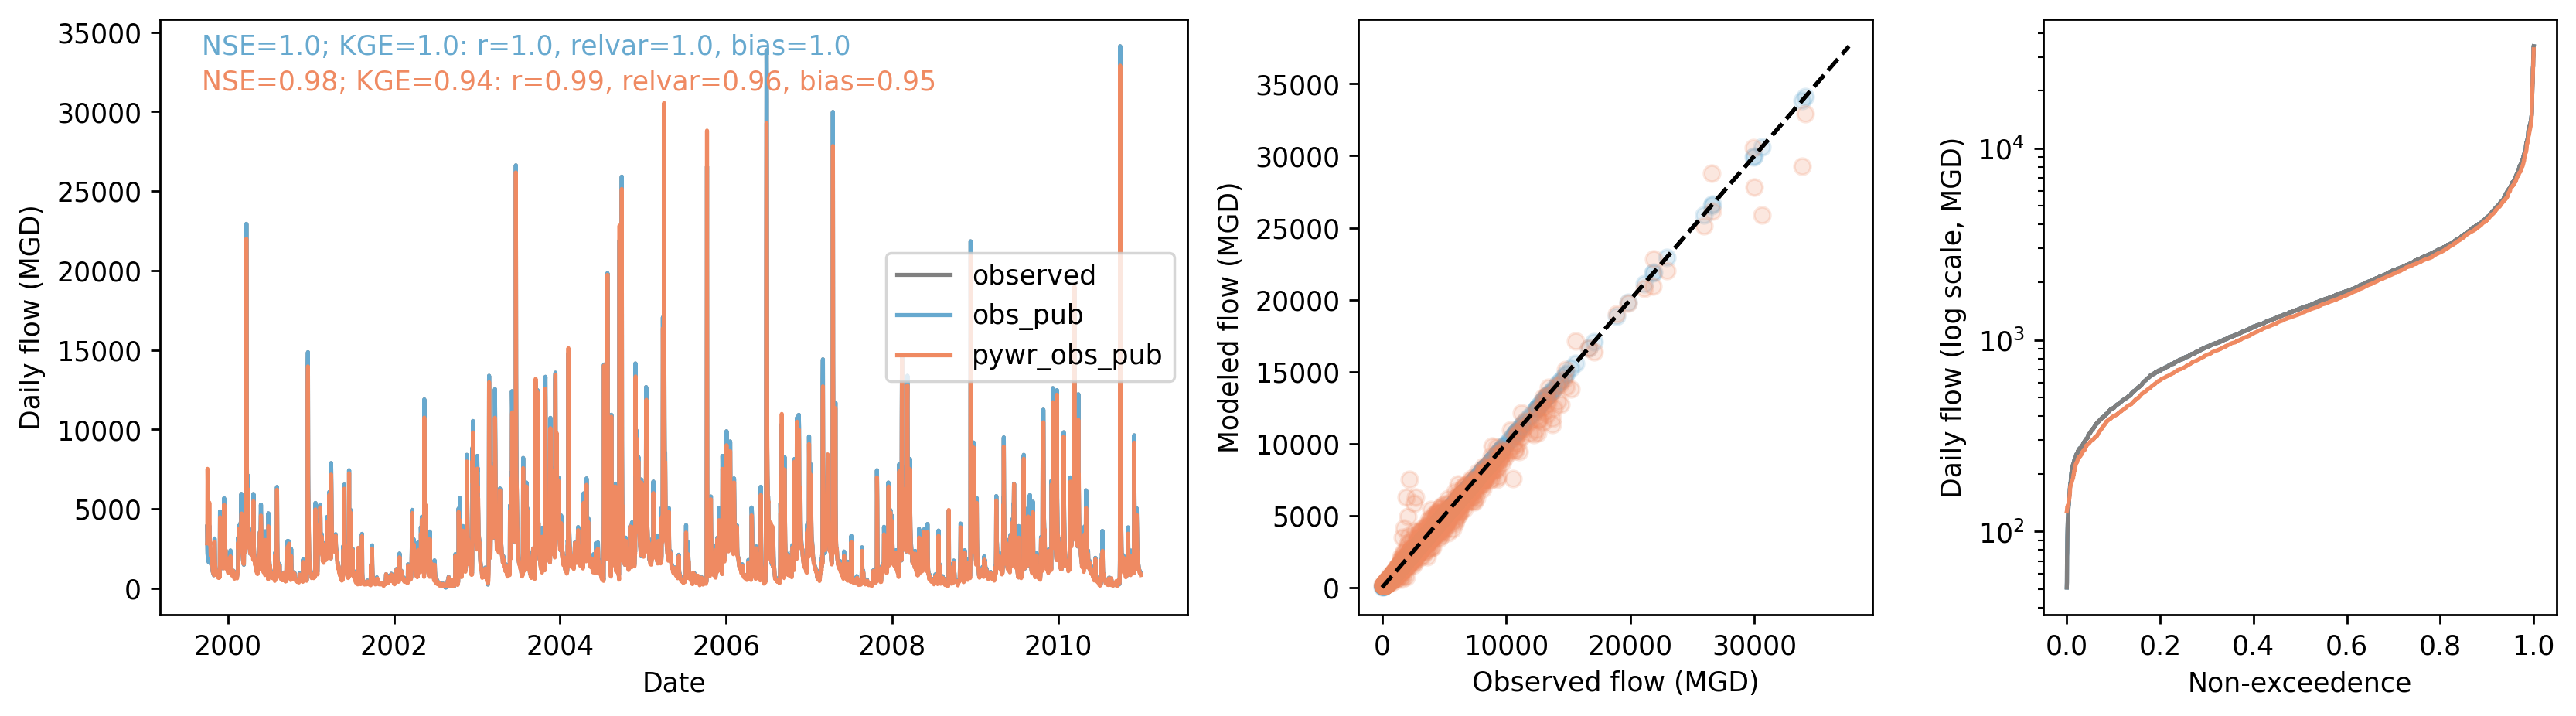 NSE=1.0; KGE=1.0: r=1.0, relvar=1.0, bias=1.0
NSE=0.98; KGE=0.94: r=0.99, relvar=0.96, bias=0.95
Daily flow (MGD)
35000
30000
25000
20000
15000
10000
5000
0
observed
obs_pub
pywr_obs_pub
2000 2002 2004 2006 2008 2010
Date
Modeled flow (MGD)
35000
30000
25000
20000
15000
10000
5000
0
0 10000 20000 30000
Observed flow (MGD)
Daily flow (log scale, MGD)
10⁴
10³
10²
0.0 0.2 0.4 0.6 0.8 1.0
Non-exceedence